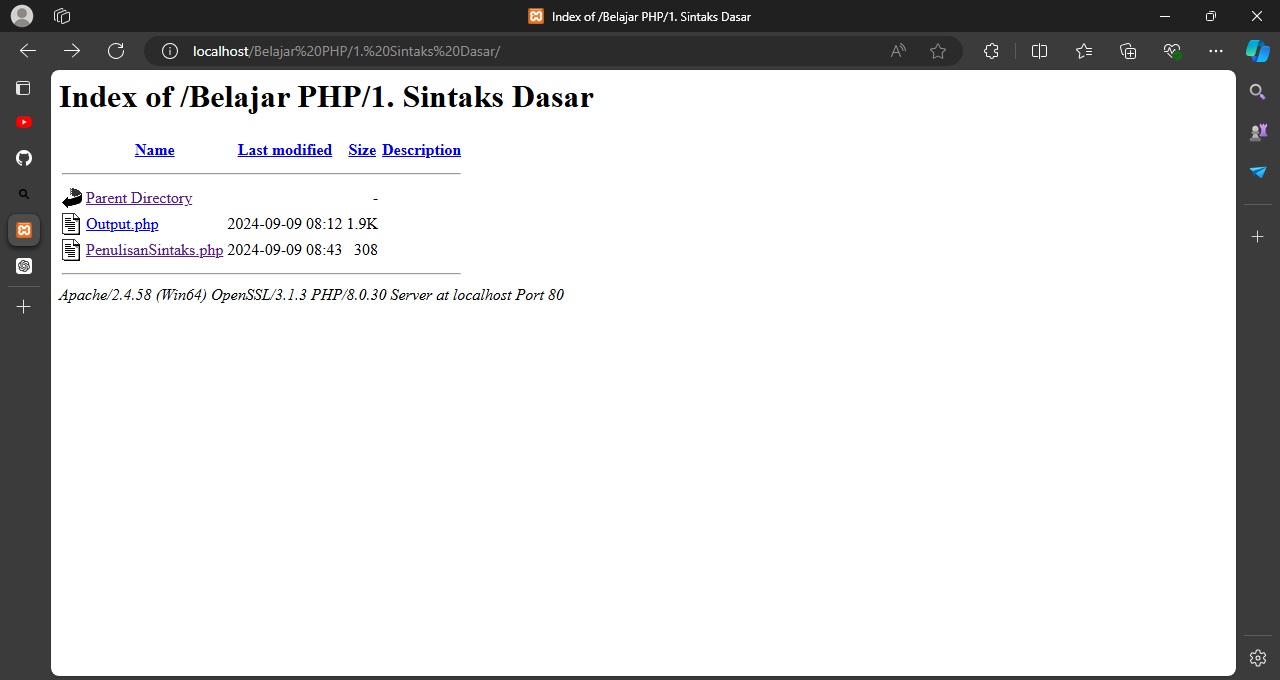 Index of /Belajar PHP/1. Sintaks Dasar
localhost/Belajar%20PHP/1.%20Sintaks%20Dasar/
Index of /Belajar PHP/1. Sintaks Dasar
Name Last modified Size Description
Parent Directory -
Output.php 2024-09-09 08:12 1.9K
PenulisanSintaks.php 2024-09-09 08:43 308
Apache/2.4.58 (Win64) OpenSSL/3.1.3 PHP/8.0.30 Server at localhost Port 80